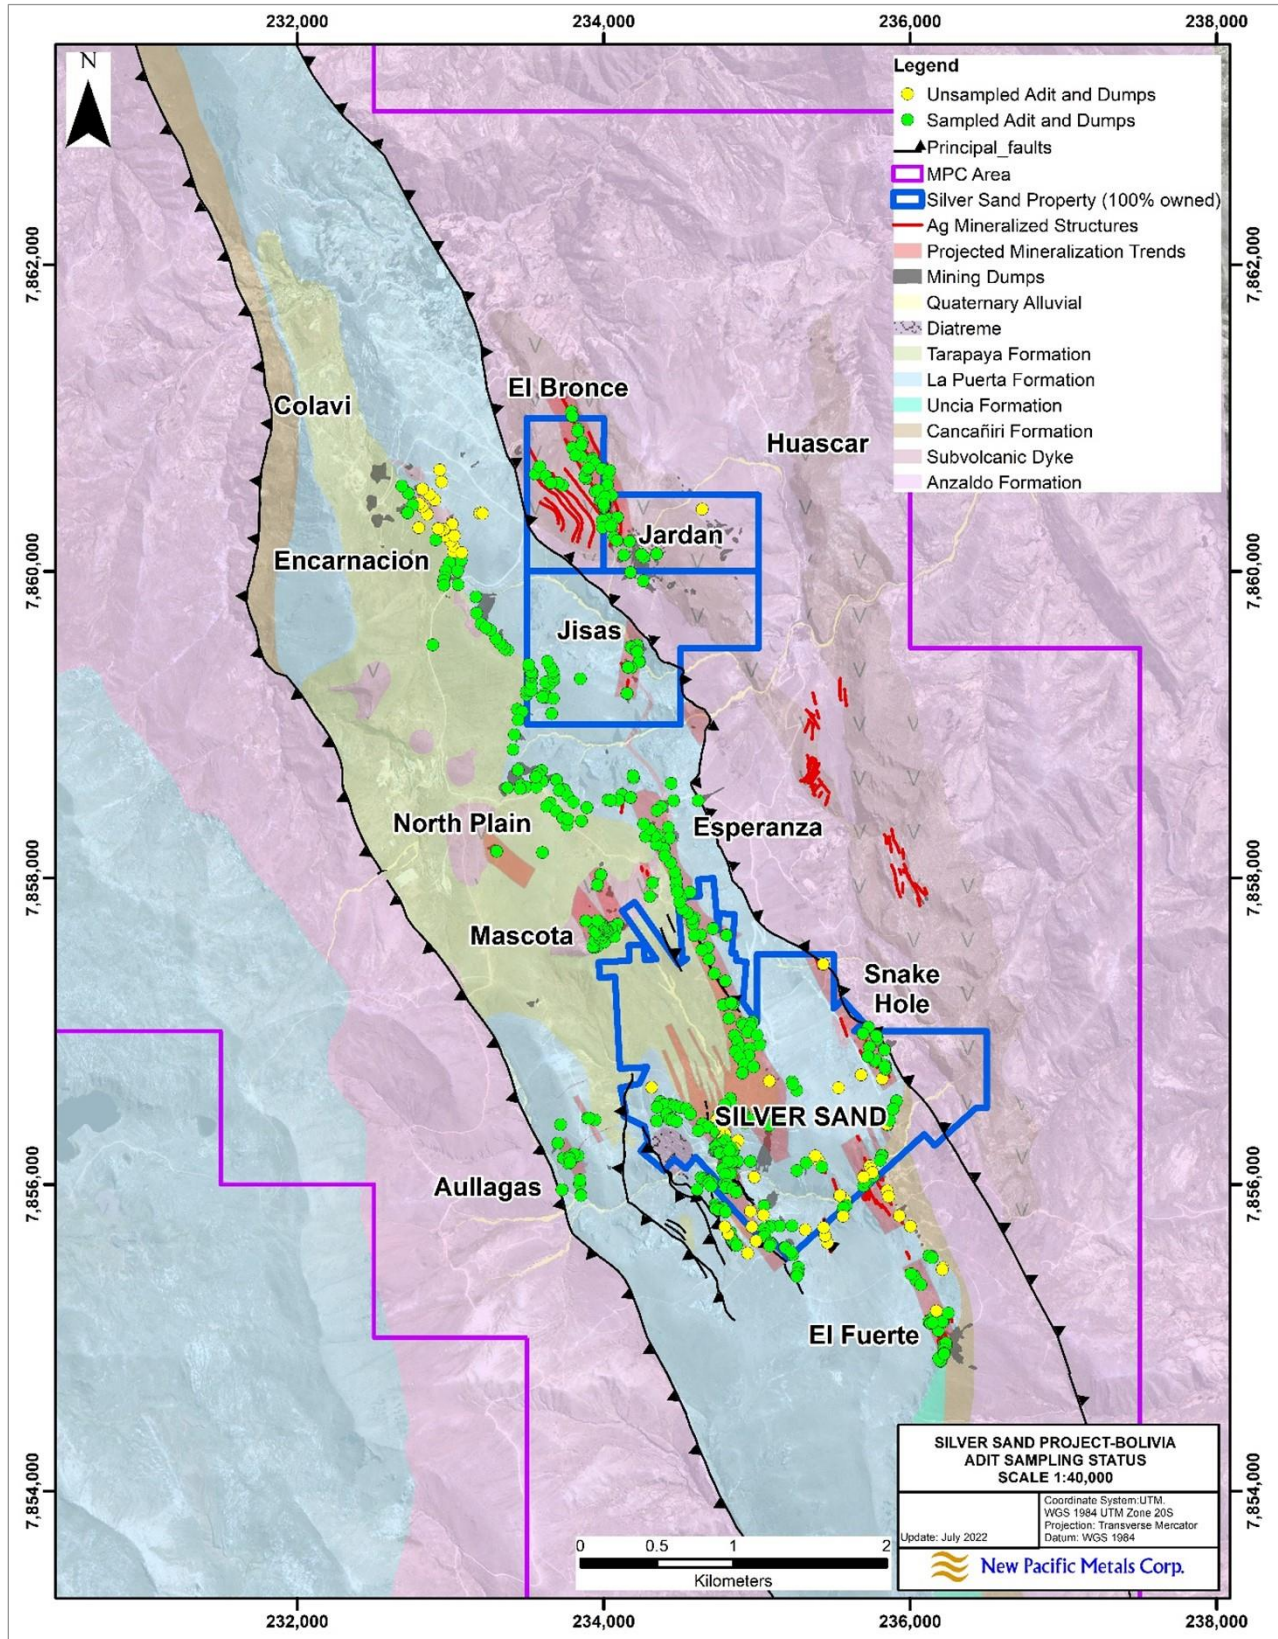 232,000
234,000
236,000
238,000
N
Legend
Unsampled Adit and Dumps
Sampled Adit and Dumps
Principal_faults
MPC Area
Silver Sand Property (100% owned)
Ag Mineralized Structures
Projected Mineralization Trends
Mining Dumps
Quaternary Alluvial
Diatreme
Tarapaya Formation
La Puerta Formation
Uncia Formation
Cancañiri Formation
Subvolcanic Dyke
Anzaldo Formation
7,862,000
7,862,000
El Bronce
Colavi
Huascar
Jardan
Encarnacion
7,860,000
7,860,000
Jisas
North Plain
Esperanza
7,858,000
7,858,000
Mascota
Snake
Hole
SILVER SAND
Aullagas
7,856,000
7,856,000
El Fuerte
7,854,000
7,854,000
SILVER SAND PROJECT-BOLIVIA
ADIT SAMPLING STATUS
SCALE 1:40,000
Update: July 2022
Coordinate System:UTM.
WGS 1984 UTM Zone 20S
Projection: Transverse Mercator
Datum: WGS 1984
New Pacific Metals Corp.
0 0.5 1 2
Kilometers
232,000
234,000
236,000
238,000